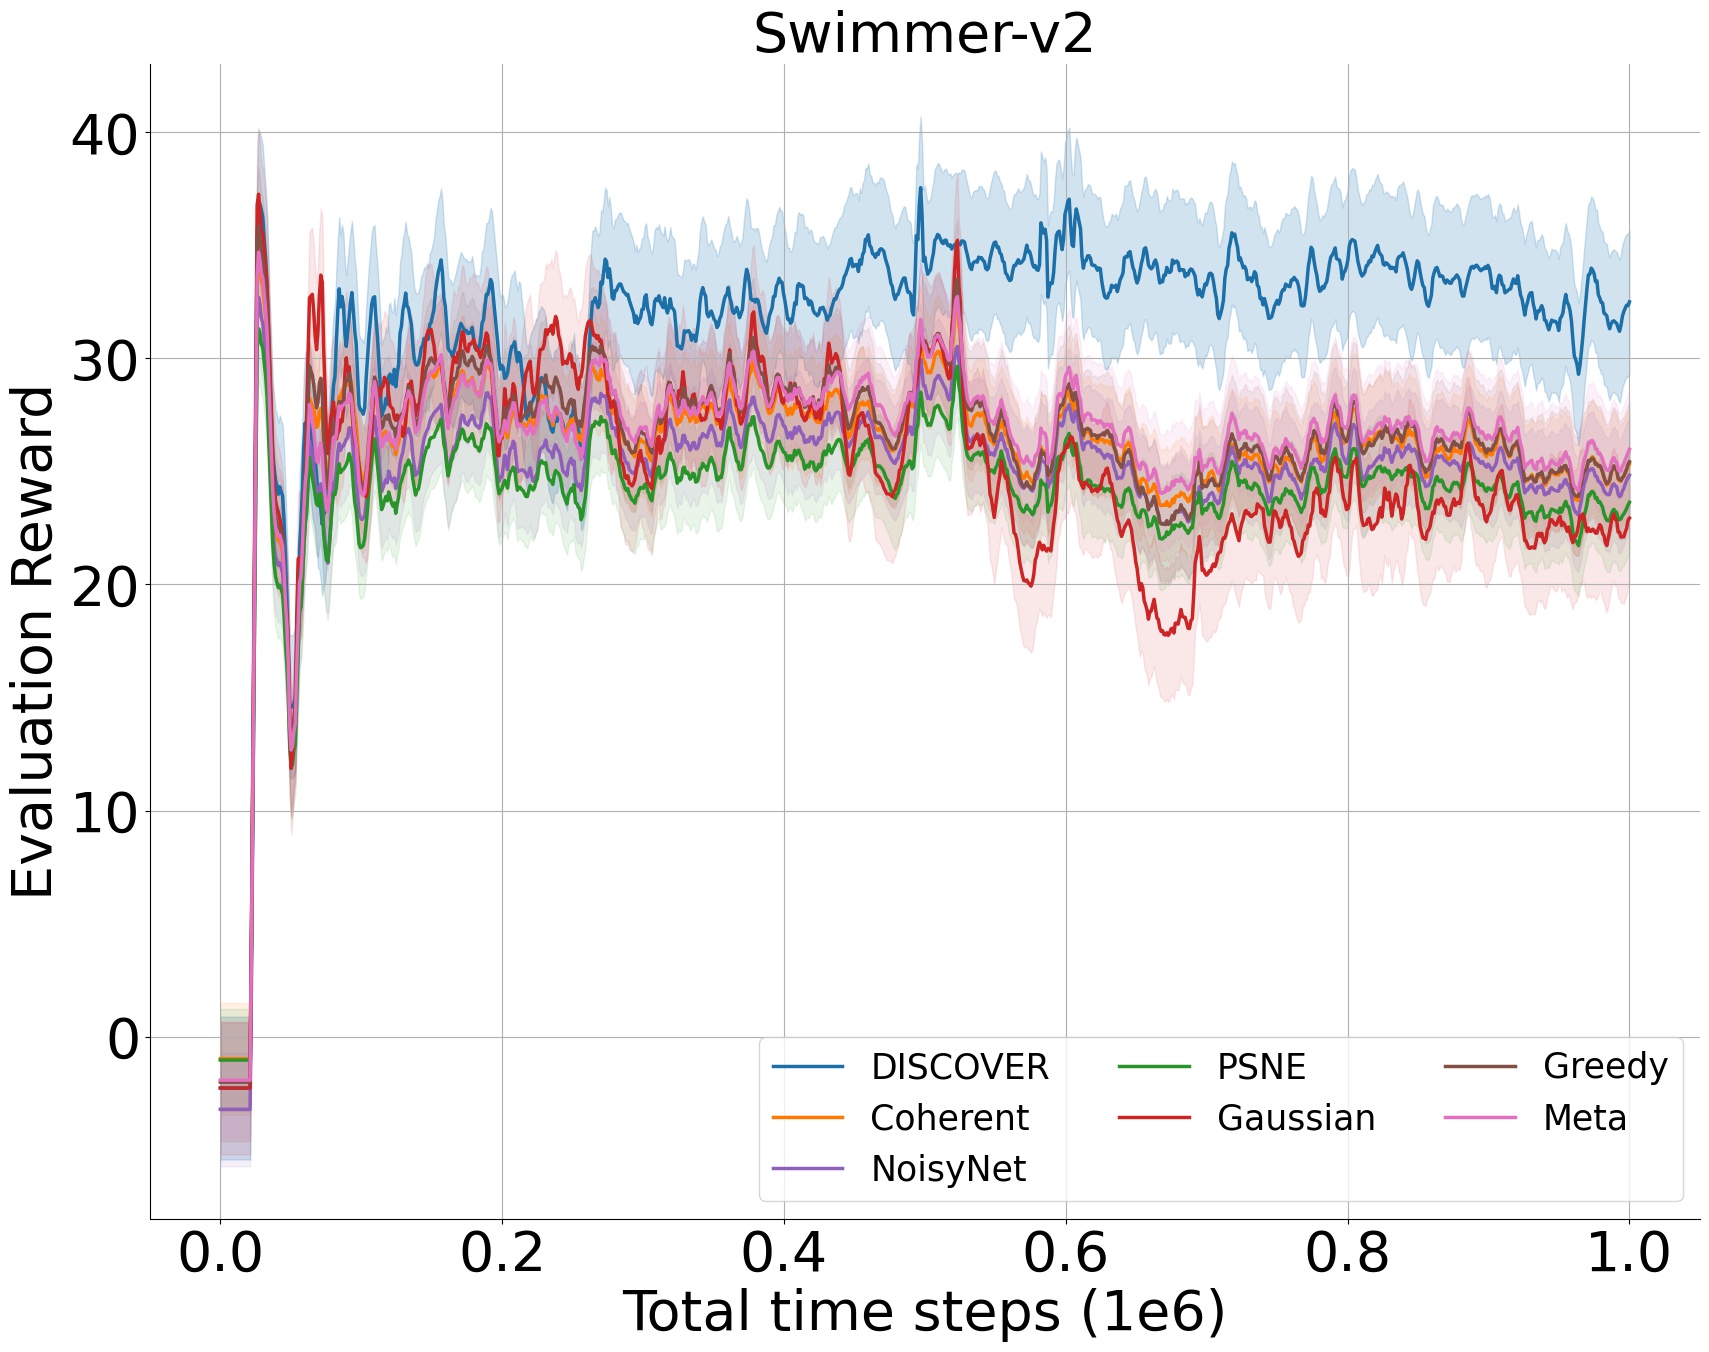 Swimmer-v2
Evaluation Reward
40
30
20
10
0
0.0 0.2 0.4 0.6 0.8 1.0
Total time steps (1e6)
DISCOVER PSNE Greedy
Coherent Gaussian Meta
NoisyNet